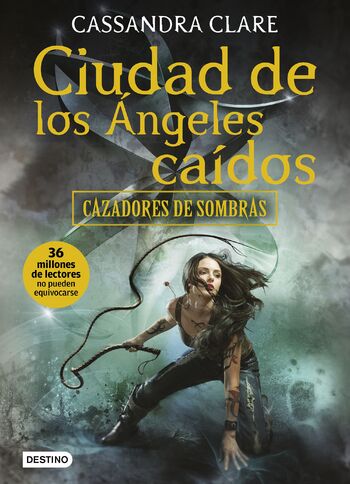 CASSANDRA CLARE
Ciudad de
los Ángeles
caídos
CAZADORES DE SOMBRAS
36
millones
de lectores
no pueden
equivocarse
DESTINO